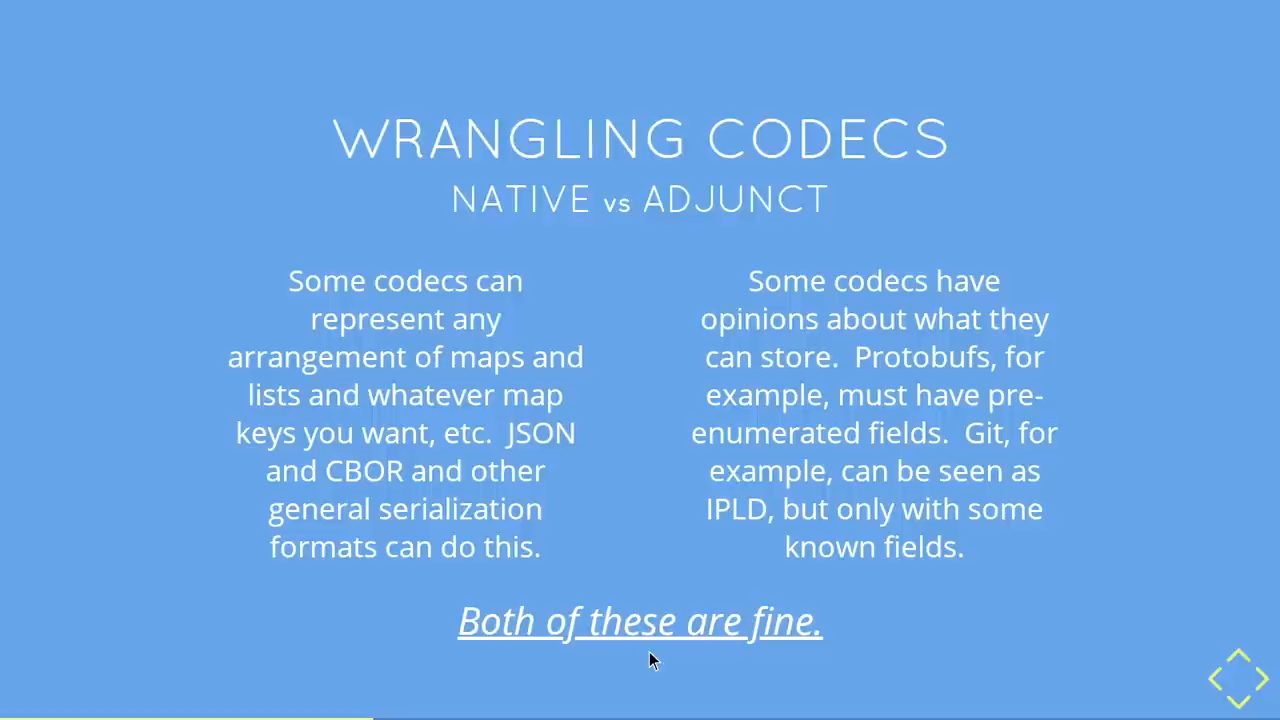 WRANGLING CODECS
NATIVE vs ADJUNCT
Some codecs can
represent any
arrangement of maps and
lists and whatever map
keys you want, etc.  JSON
and CBOR and other
general serialization
formats can do this.
Some codecs have
opinions about what they
can store.  Protobufs, for
example, must have pre-
enumerated fields.  Git, for
example, can be seen as
IPLD, but only with some
known fields.
Both of these are fine.